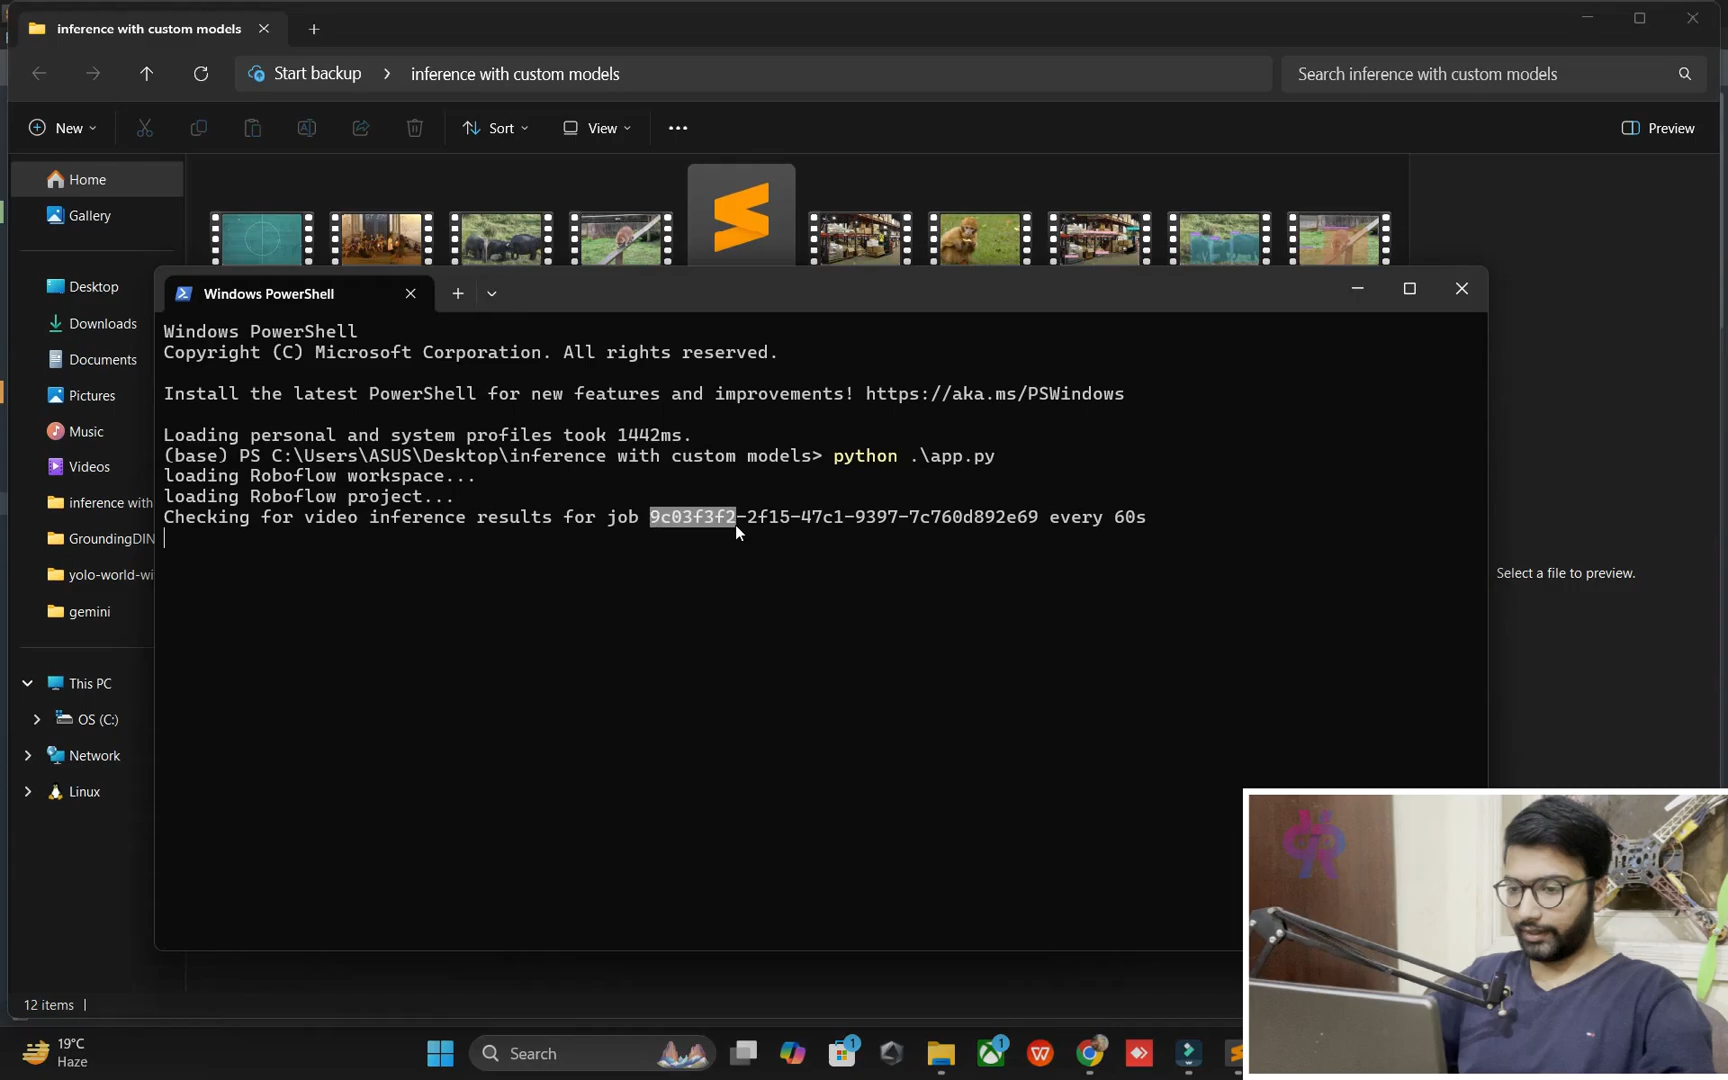 inference with custom models
Start backup
inference with custom models
Search inference with custom models
New
Sort
View
Preview
Home
Gallery
Desktop
Downloads
Documents
Pictures
Music
Videos
inference with
GroundingDIN
yolo-world-wi
gemini
This PC
OS (C:)
Network
Linux
Windows PowerShell
Windows PowerShell
Copyright (C) Microsoft Corporation. All rights reserved.
Install the latest PowerShell for new features and improvements! https://aka.ms/PSWindows
Loading personal and system profiles took 1442ms.
(base) PS C:\Users\ASUS\Desktop\inference with custom models> python .\app.py
loading Roboflow workspace...
loading Roboflow project...
Checking for video inference results for job 9c03f3f2-2f15-47c1-9397-7c760d892e69 every 60s
Select a file to preview.
12 items
19°C
Haze
Search
1
1